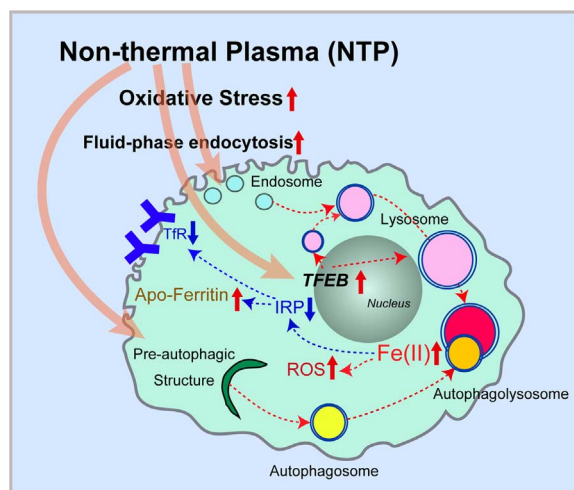 Non-thermal Plasma (NTP)
Oxidative Stress
Fluid-phase endocytosis
Endosome
Lysosome
TfR
TFEB
Nucleus
Apo-Ferritin
IRP
Pre-autophagic
Structure
ROS
Fe(II)
Autophagolysosome
Autophagosome